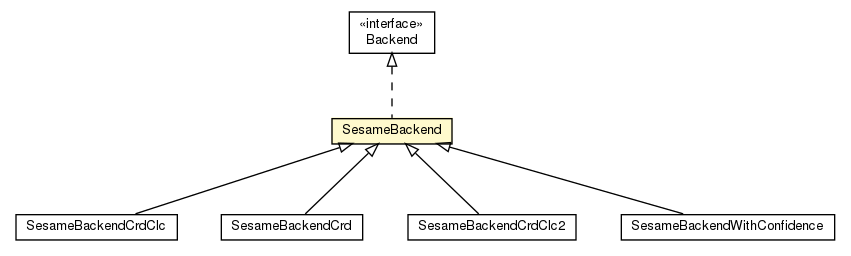 «interface»
Backend
SesameBackend
SesameBackendCrdClc
SesameBackendCrd
SesameBackendCrdClc2
SesameBackendWithConfidence